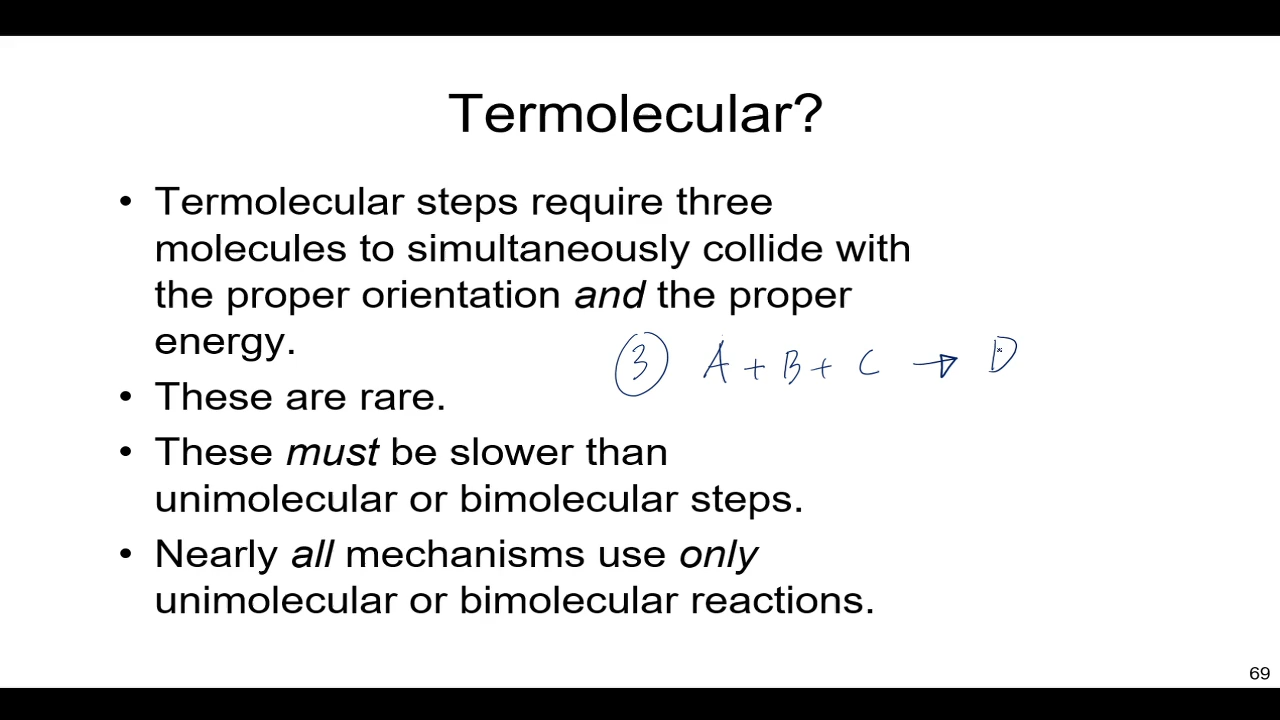 Termolecular?
• Termolecular steps require three
molecules to simultaneously collide with
the proper orientation and the proper
energy.
③ A + B + C → D
• These are rare.
• These must be slower than
unimolecular or bimolecular steps.
• Nearly all mechanisms use only
unimolecular or bimolecular reactions.
69